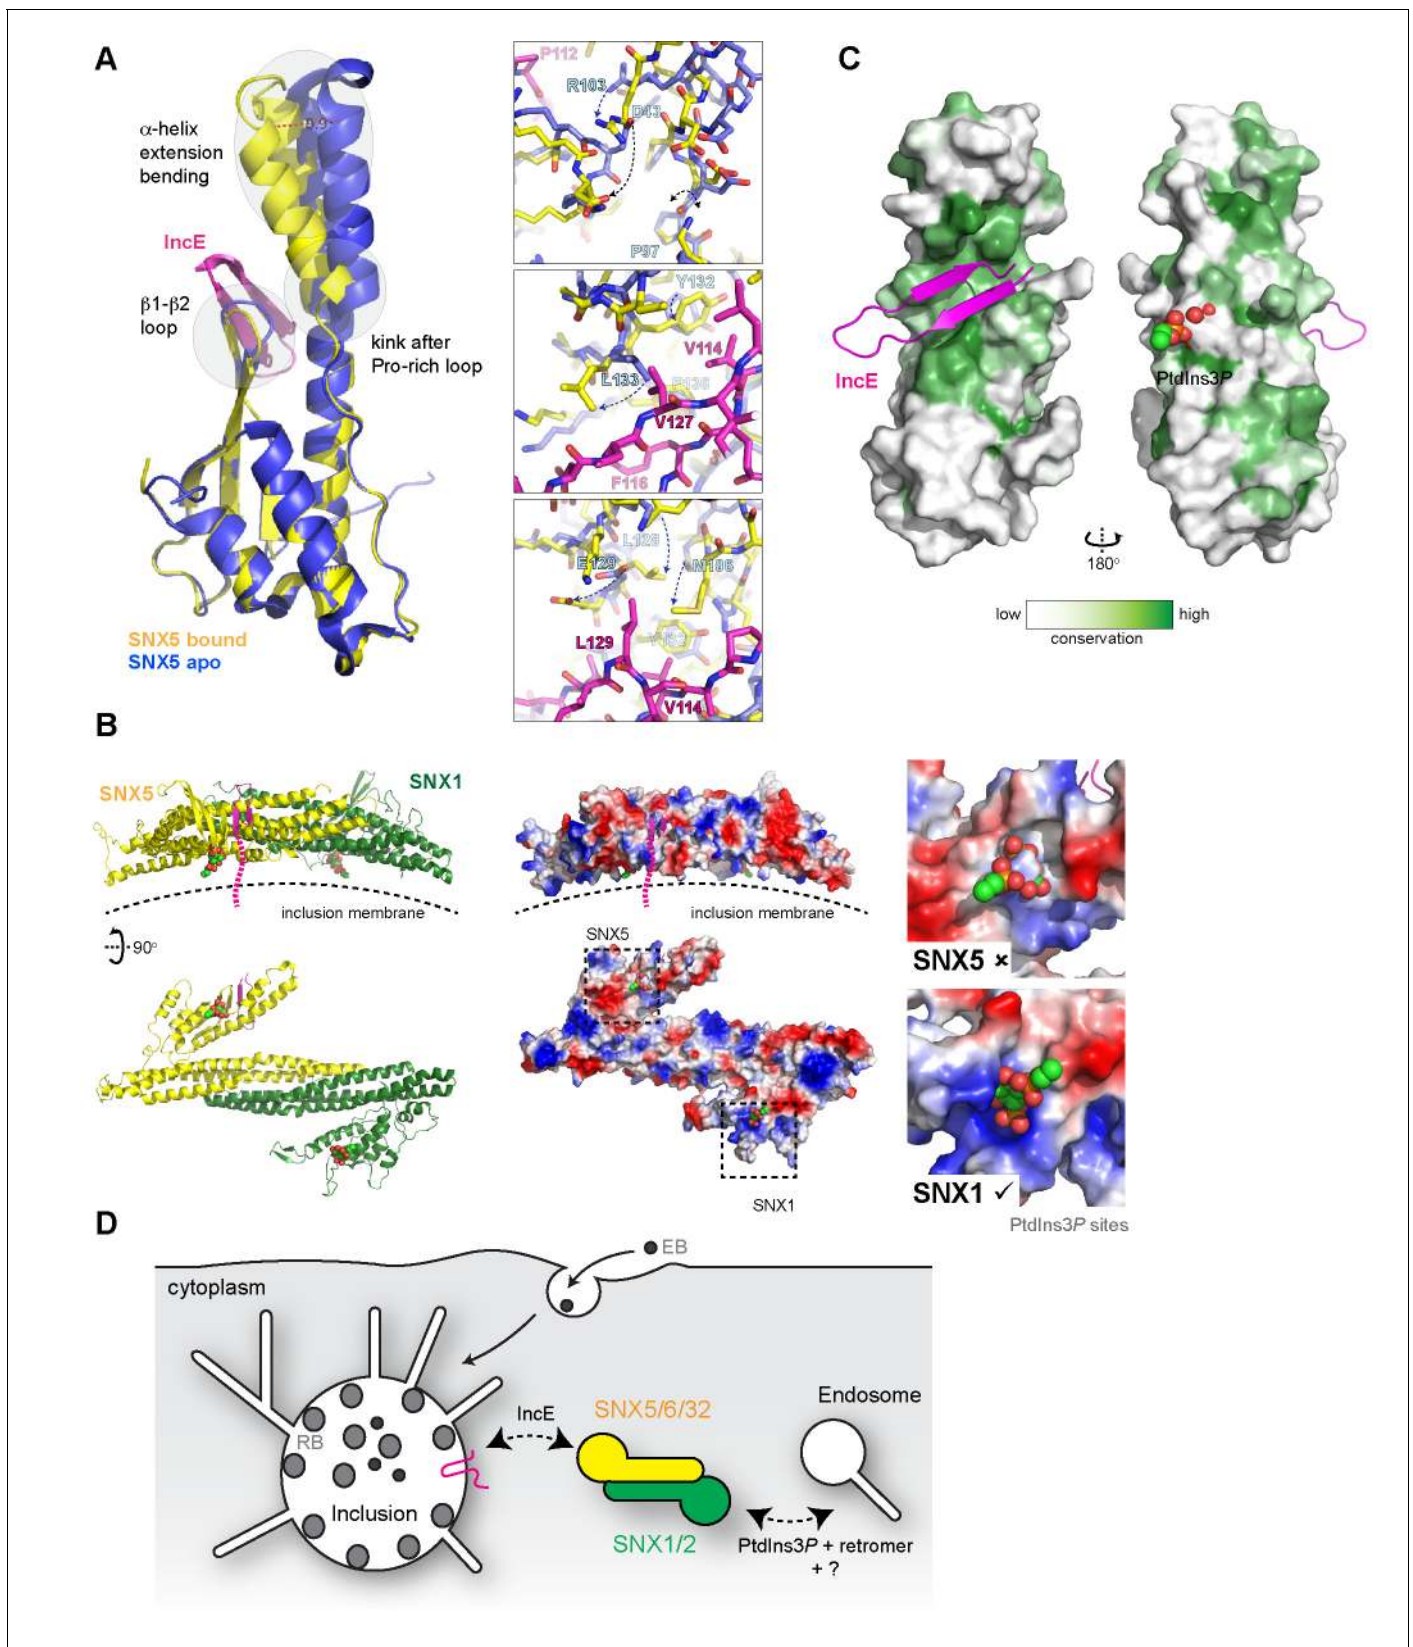 A
α-helix
extension
bending
IncE
β1-β2
loop
kink after
Pro-rich loop
SNX5 bound
SNX5 apo
P112
R103
D43
P97
Y132
V114
L133
V127
F116
E129
M186
L129
V114
C
IncE
PtdIns3P
180°
low
high
conservation
B
SNX5
SNX1
inclusion membrane
90°
inclusion membrane
SNX5
SNX1
SNX5 ×
SNX1 ✓
PtdIns3P sites
D
EB
cytoplasm
RB
Inclusion
IncE
SNX5/6/32
SNX1/2
Endosome
PtdIns3P + retromer
+ ?